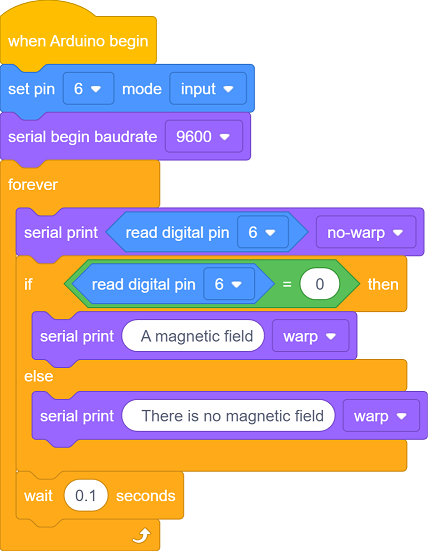 when Arduino begin
set pin 6 mode input
serial begin baudrate 9600
forever
serial print read digital pin 6 no-warp
if read digital pin 6 = 0 then
serial print A magnetic field warp
else
serial print There is no magnetic field warp
wait 0.1 seconds